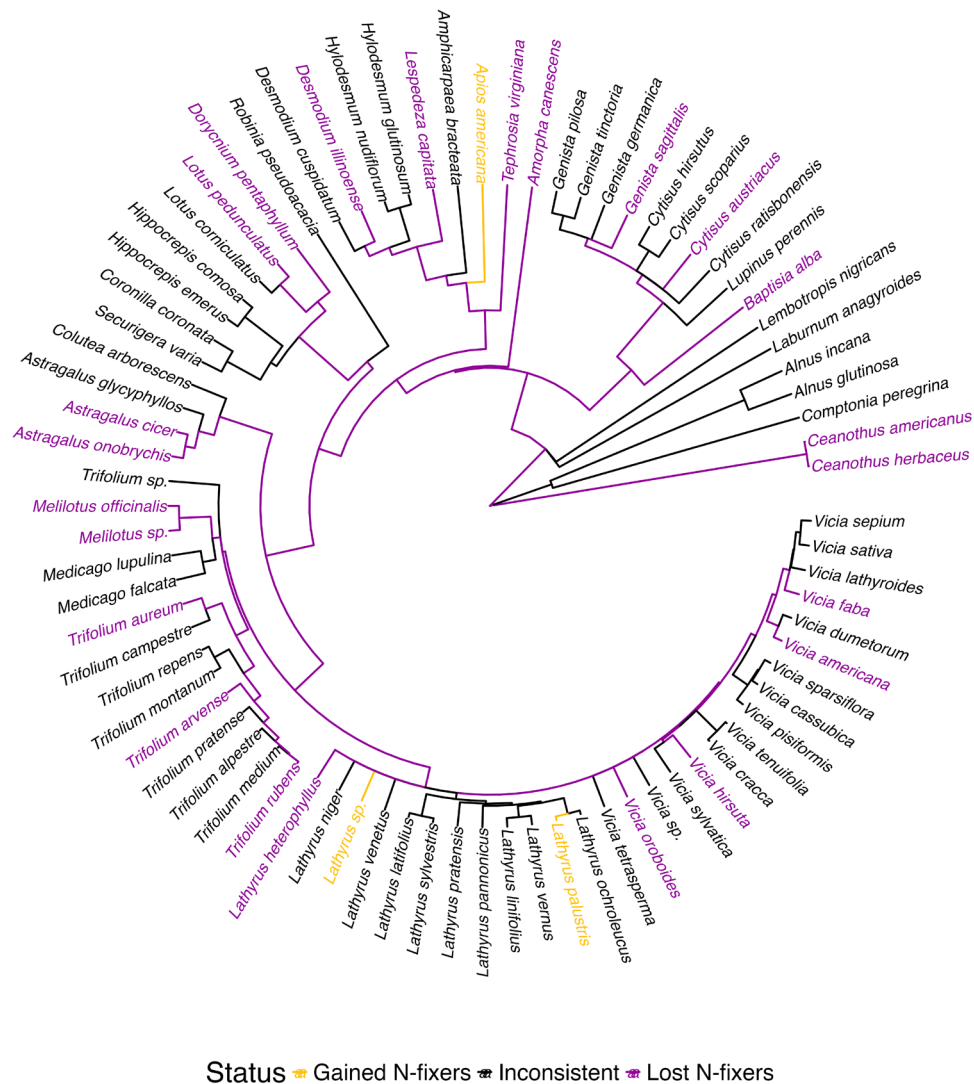 Amphicarpaea bracteata
Apios americana
Tephrosia virginiana
Amorpha canescens
Genista pilosa
Genista tinctoria
Genista germanica
Genista sagittalis
Cytisus hirsutus
Cytisus scoparius
Cytisus austriacus
Cytisus ratisbonensis
Lupinus perennis
Baptisia alba
Lembotropis nigricans
Laburnum anagyroides
Alnus incana
Alnus glutinosa
Comptonia peregrina
Ceanothus americanus
Ceanothus herbaceus
Vicia sepium
Vicia sativa
Vicia lathyroides
Vicia faba
Vicia dumetorum
Vicia americana
Vicia sparsiflora
Vicia cassubica
Vicia pisiformis
Vicia tenuifolia
Vicia cracca
Vicia hirsuta
Vicia sylvatica
Vicia sp.
Vicia oroboides
Vicia tetrasperma
Lathyrus ochroleucus
Lathyrus palustris
Lathyrus vernus
Lathyrus linifolius
Lathyrus pannonicus
Lathyrus pratensis
Lathyrus sylvestris
Lathyrus latifolius
Lathyrus venetus
Lathyrus sp.
Lathyrus niger
Lathyrus heterophyllus
Trifolium rubens
Trifolium medium
Trifolium alpestre
Trifolium pratense
Trifolium arvense
Trifolium montanum
Trifolium repens
Trifolium campestre
Trifolium aureum
Medicago falcata
Medicago lupulina
Melilotus sp.
Melilotus officinalis
Trifolium sp.
Astragalus onobrychis
Astragalus cicer
Astragalus glycyphyllos
Colutea arborescens
Securigera varia
Coronilla coronata
Hippocrepis emerus
Hippocrepis comosa
Lotus corniculatus
Lotus pedunculatus
Dorycnium pentaphyllum
Robinia pseudoacacia
Desmodium cuspidatum
Desmodium illinoense
Hylodesmum nudiflorum
Hylodesmum glutinosum
Lespedeza capitata
Status Gained N-fixers Inconsistent Lost N-fixers